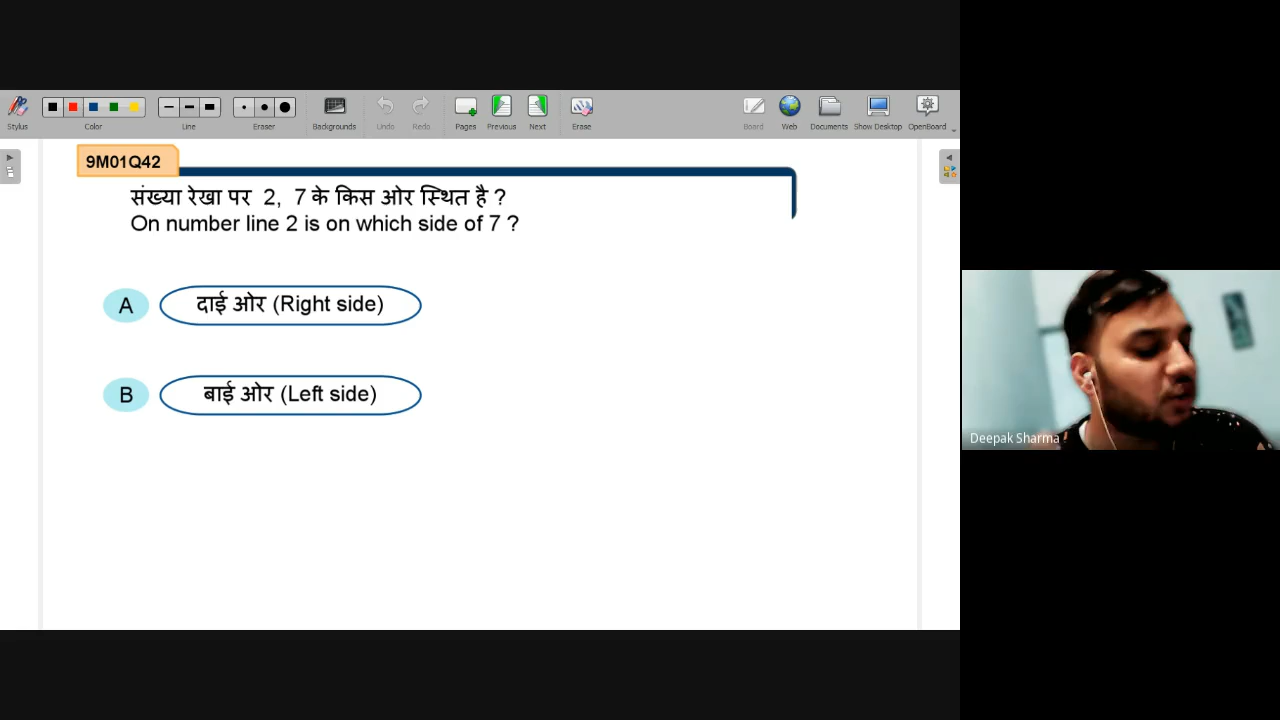 Stylus
Color
Line
Eraser
Backgrounds
Undo
Redo
Pages
Previous
Next
Erase
Board
Web
Documents
Show Desktop
OpenBoard
9M01Q42
संख्या रेखा पर 2, 7 के किस ओर स्थित है ?
On number line 2 is on which side of 7 ?
A दाई ओर (Right side)
B बाई ओर (Left side)
Deepak Sharma